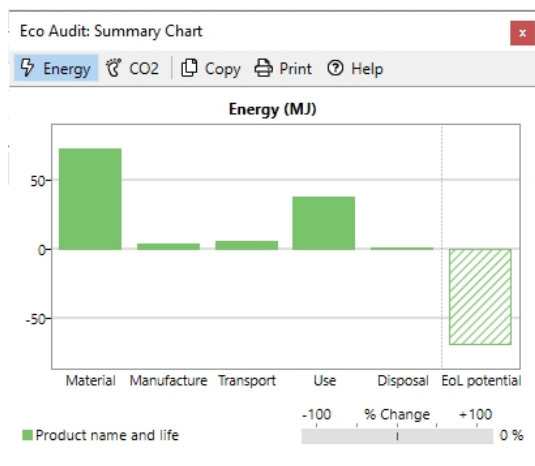 Eco Audit: Summary Chart
x
Energy CO2 Copy Print Help
Energy (MJ)
50
0
-50
Material Manufacture Transport Use Disposal EoL potential
-100 % Change +100
Product name and life 0 %